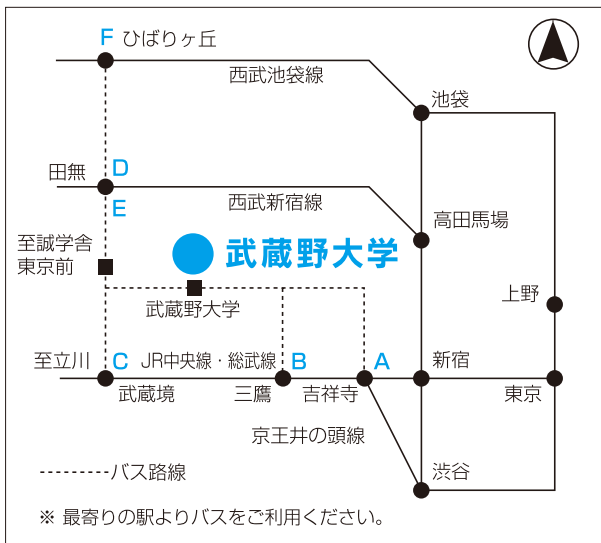 F ひばりヶ丘
西武池袋線
池袋
田無 D
E
西武新宿線
高田馬場
至誠学舎
東京前
武蔵野大学
武蔵野大学
上野
至立川 C JR中央線・総武線 B A 新宿
武蔵境 三鷹 吉祥寺 東京
京王井の頭線
バス路線
渋谷
※ 最寄りの駅よりバスをご利用ください。